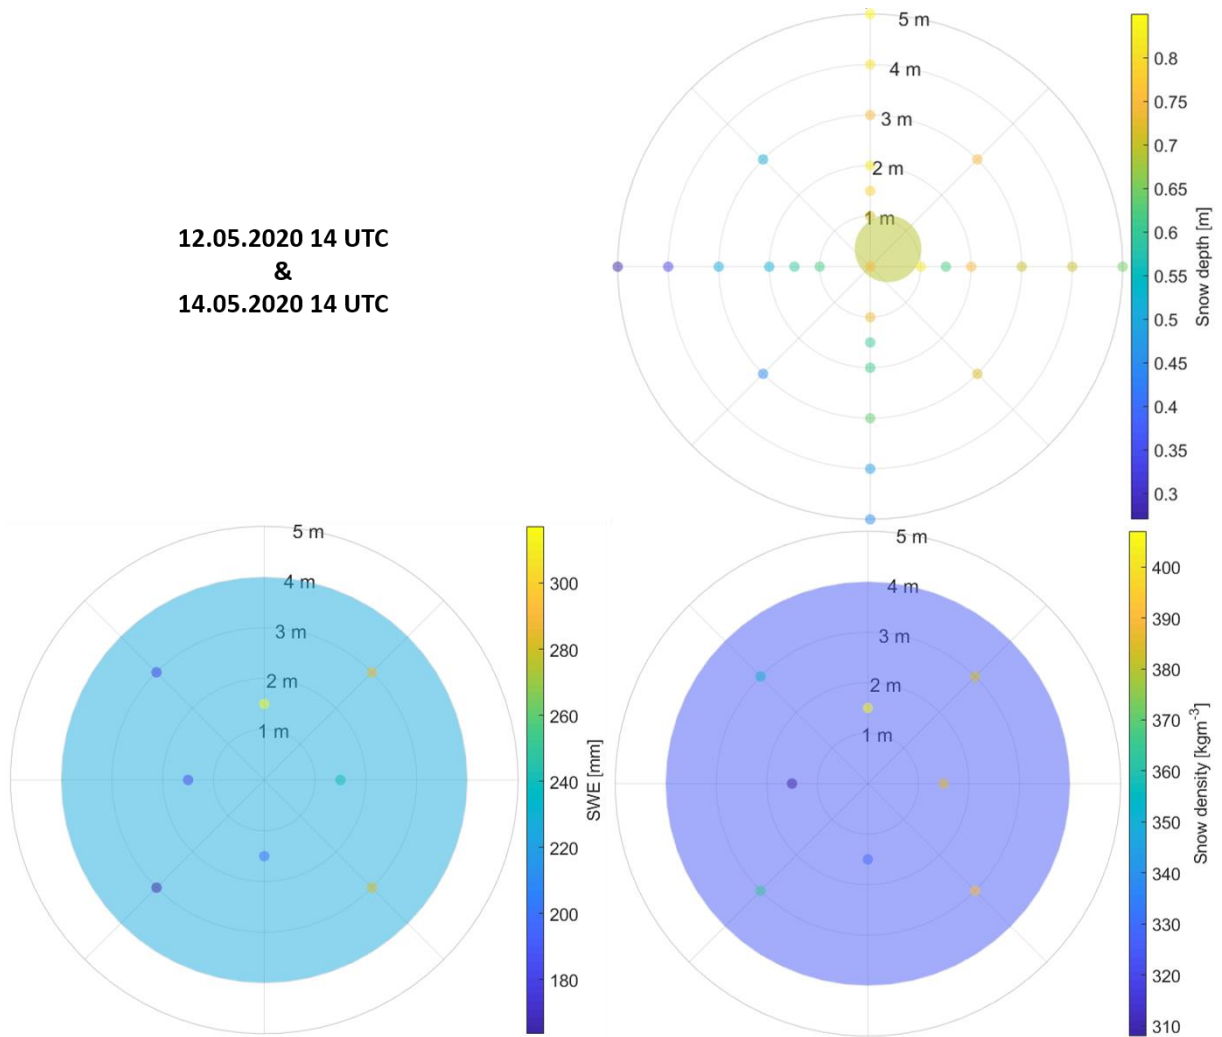 12.05.2020 14 UTC
&
14.05.2020 14 UTC
5 m
4 m
3 m
2 m
1 m
0.8
0.75
0.7
0.65
0.6
0.55
0.5
0.45
0.4
0.35
0.3
Snow depth [m]
5 m
4 m
3 m
2 m
1 m
300
280
260
240
220
200
180
SWE [mm]
5 m
4 m
3 m
2 m
1 m
400
390
380
370
360
350
340
330
320
310
Snow density [kgm⁻³]